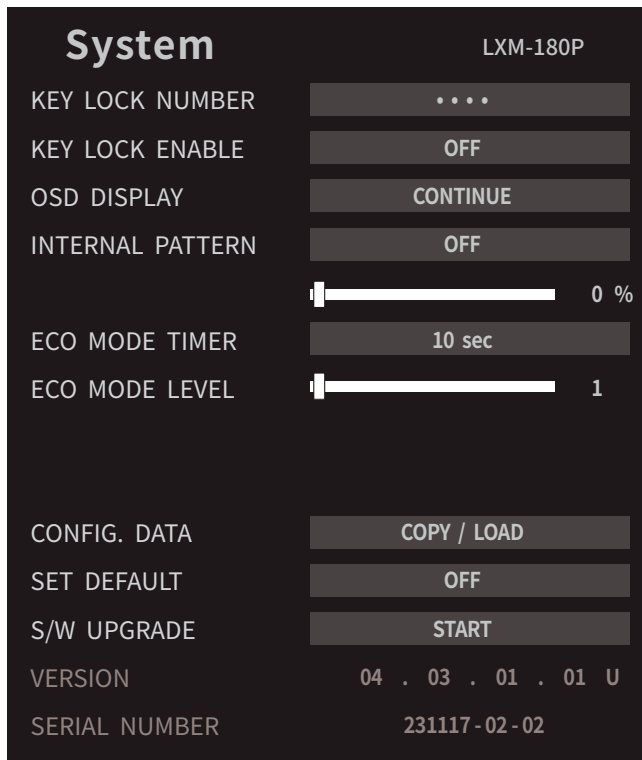 System LXM-180P
KEY LOCK NUMBER ••••
KEY LOCK ENABLE OFF
OSD DISPLAY CONTINUE
INTERNAL PATTERN OFF
0 %
ECO MODE TIMER 10 sec
ECO MODE LEVEL 1
CONFIG. DATA COPY / LOAD
SET DEFAULT OFF
S/W UPGRADE START
VERSION 04 . 03 . 01 . 01 U
SERIAL NUMBER 231117-02-02